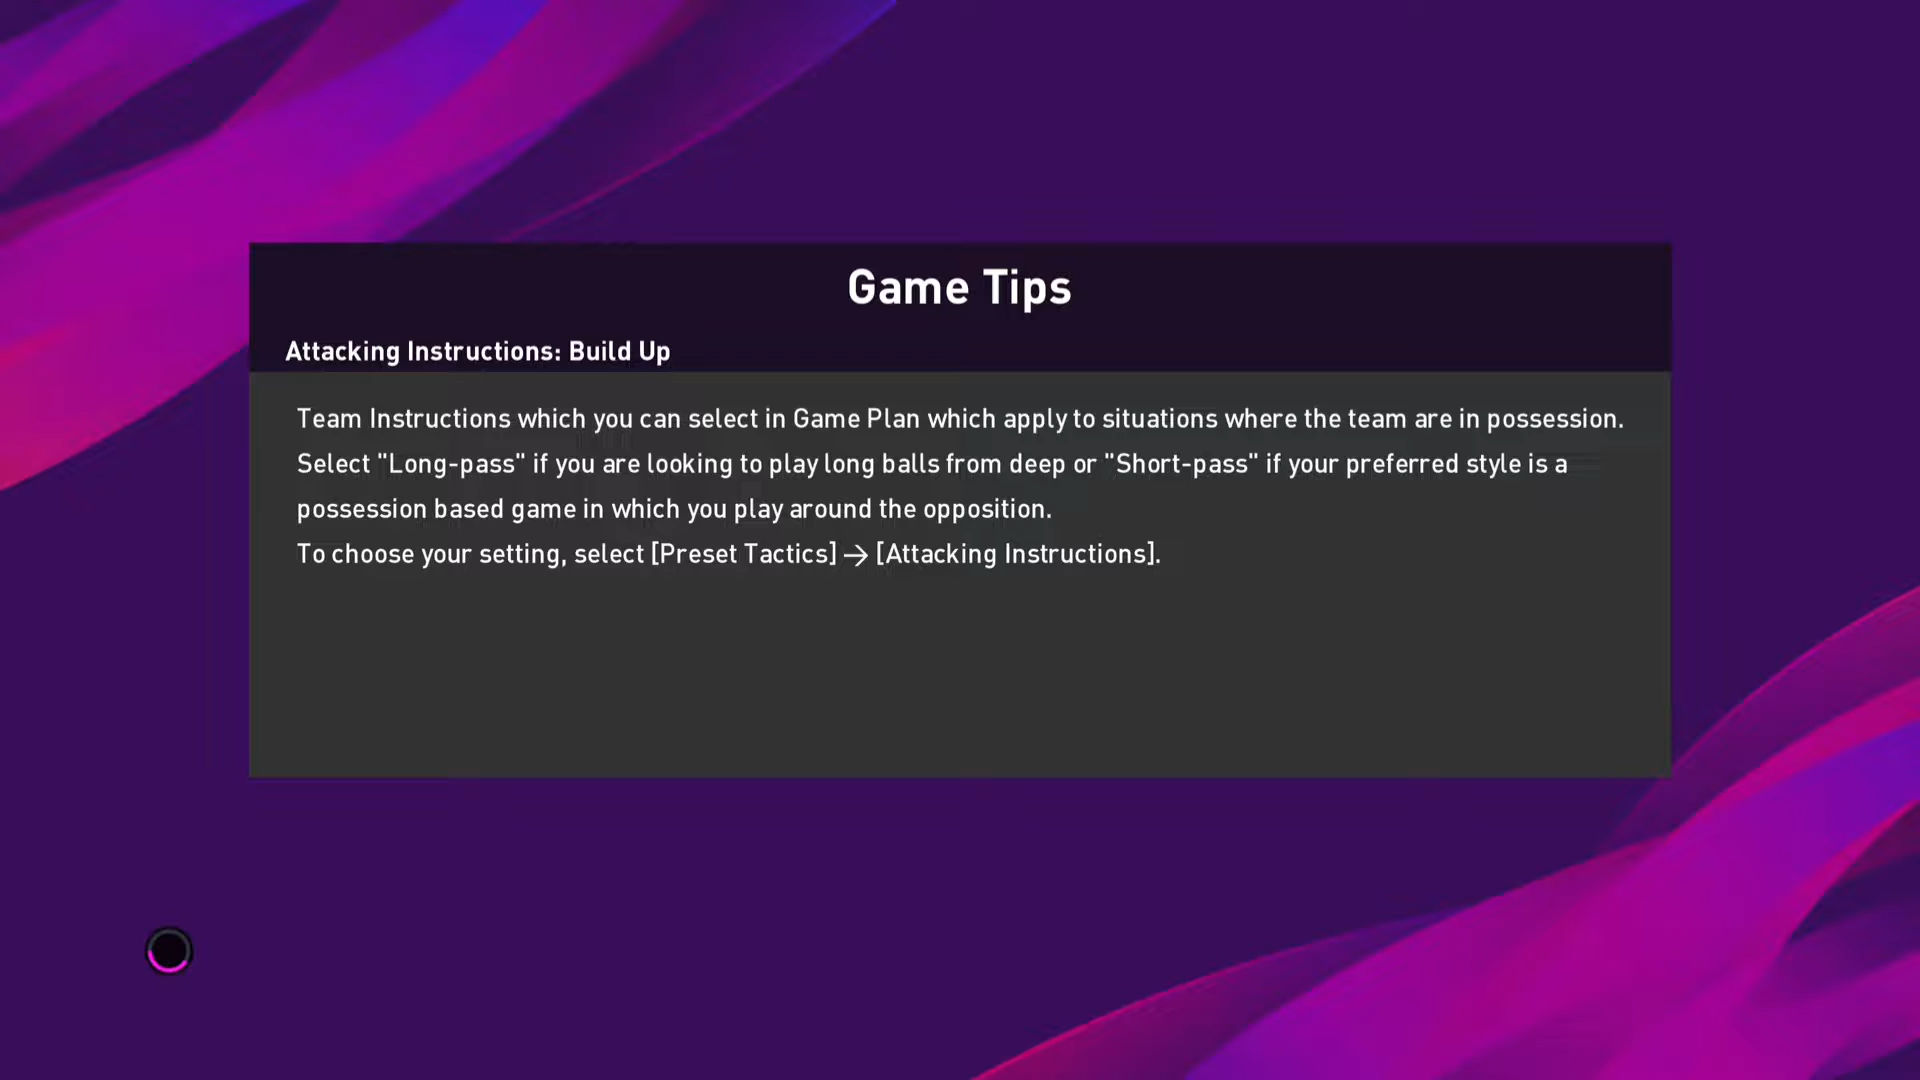 Game Tips
Attacking Instructions: Build Up
Team Instructions which you can select in Game Plan which apply to situations where the team are in possession.
Select "Long-pass" if you are looking to play long balls from deep or "Short-pass" if your preferred style is a
possession based game in which you play around the opposition.
To choose your setting, select [Preset Tactics] → [Attacking Instructions].